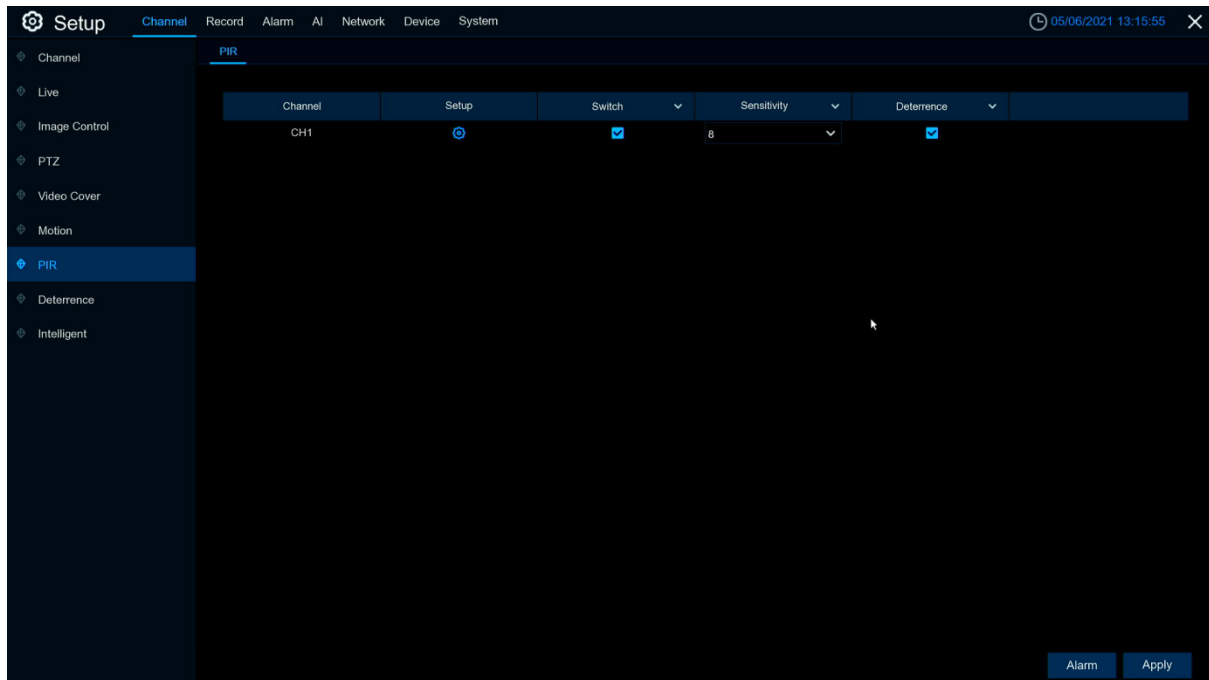 Setup Channel Record Alarm AI Network Device System 05/06/2021 13:15:55
Channel
Live
Image Control
PTZ
Video Cover
Motion
PIR
Deterrence
Intelligent
PIR
Channel Setup Switch Sensitivity Deterrence
CH1 8
Alarm Apply